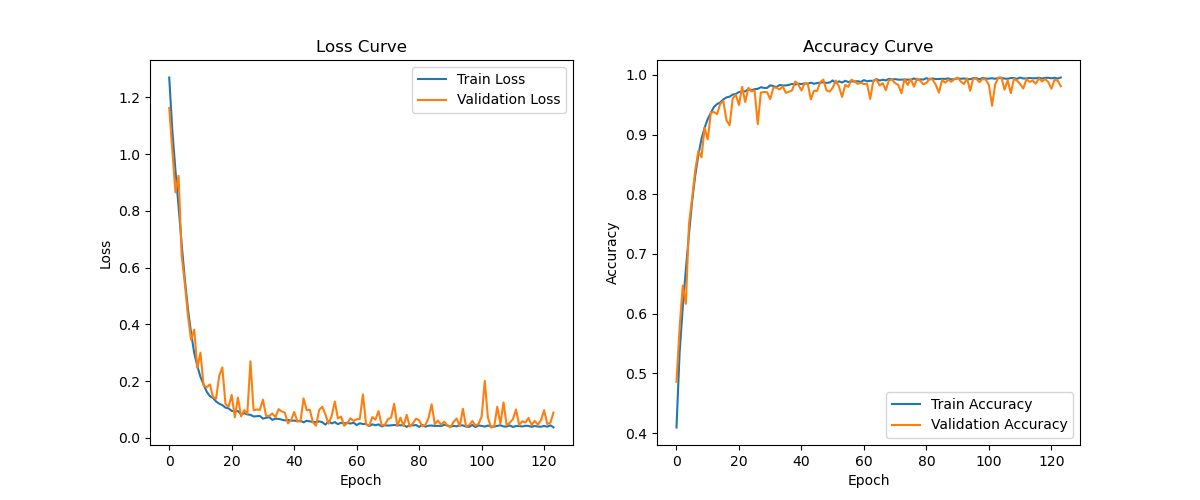 Loss Curve
Train Loss
Validation Loss
1.2
1.0
0.8
0.6
0.4
0.2
0.0
Loss
0
20
40
60
80
100
120
Epoch
Accuracy Curve
1.0
0.9
0.8
0.7
0.6
0.5
0.4
Accuracy
Train Accuracy
Validation Accuracy
0
20
40
60
80
100
120
Epoch